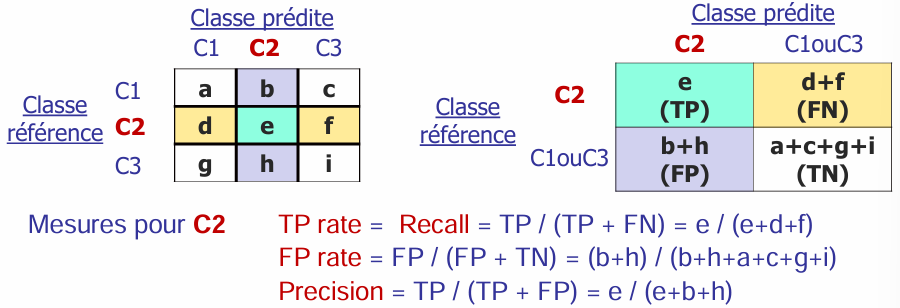 Classe prédite
C1 C2 C3
Classe référence
C1 a b c
C2 d e f
C3 g h i
Classe prédite
C2 C1ouC3
Classe référence
C2 e (TP) d+f (FN)
C1ouC3 b+h (FP) a+c+g+i (TN)
Mesures pour C2 TP rate = Recall = TP / (TP + FN) = e / (e+d+f)
FP rate = FP / (FP + TN) = (b+h) / (b+h+a+c+g+i)
Precision = TP / (TP + FP) = e / (e+b+h)